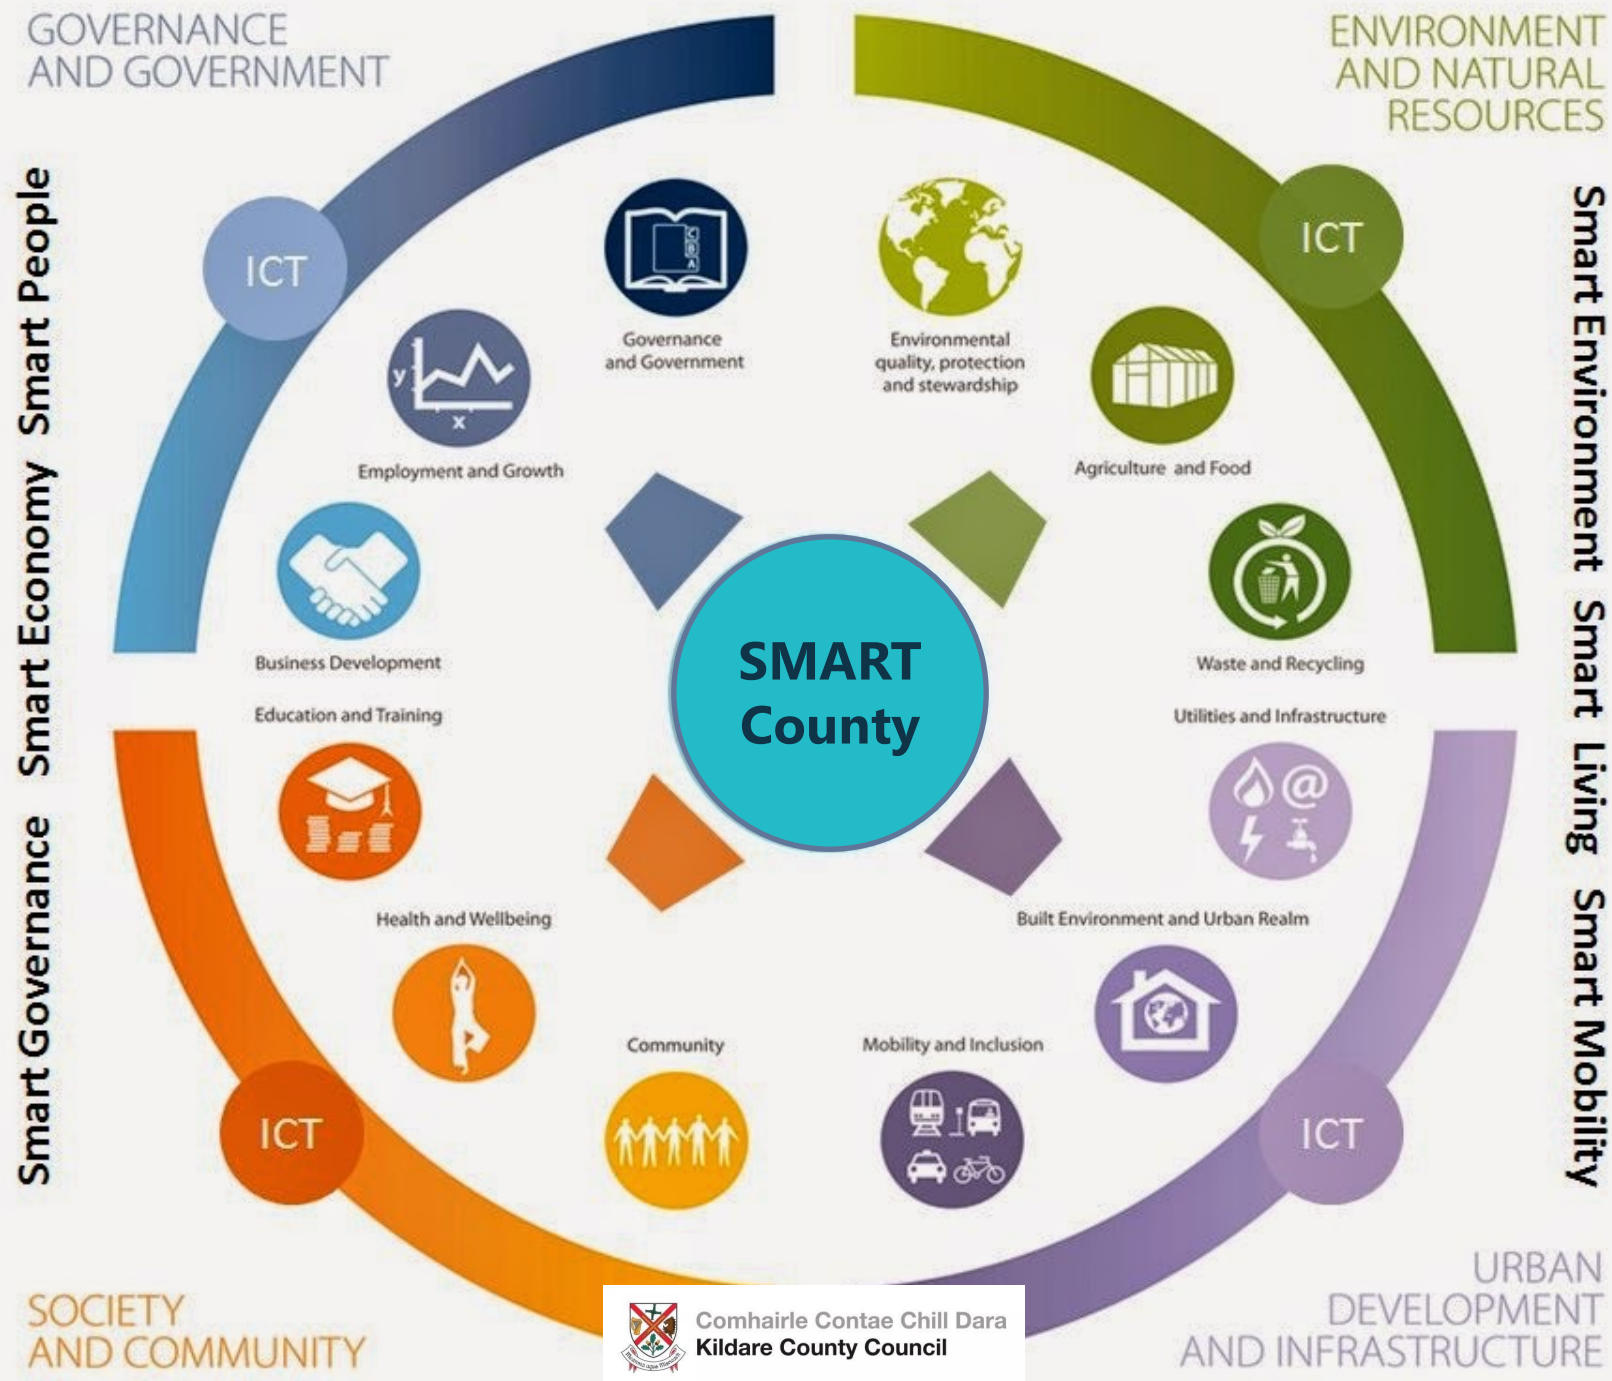 GOVERNANCE
AND GOVERNMENT
ENVIRONMENT
AND NATURAL
RESOURCES
Smart Governance Smart Economy Smart People
Smart Environment Smart Living Smart Mobility
ICT
ICT
C
B
A
Governance
and Government
Environmental
quality, protection
and stewardship
y
x
Employment and Growth
Agriculture and Food
Business Development
Waste and Recycling
SMART
County
Education and Training
Utilities and Infrastructure
@
Health and Wellbeing
Built Environment and Urban Realm
Community
Mobility and Inclusion
ICT
ICT
SOCIETY
AND COMMUNITY
URBAN
DEVELOPMENT
AND INFRASTRUCTURE
Comhairle Contae Chill Dara
Kildare County Council